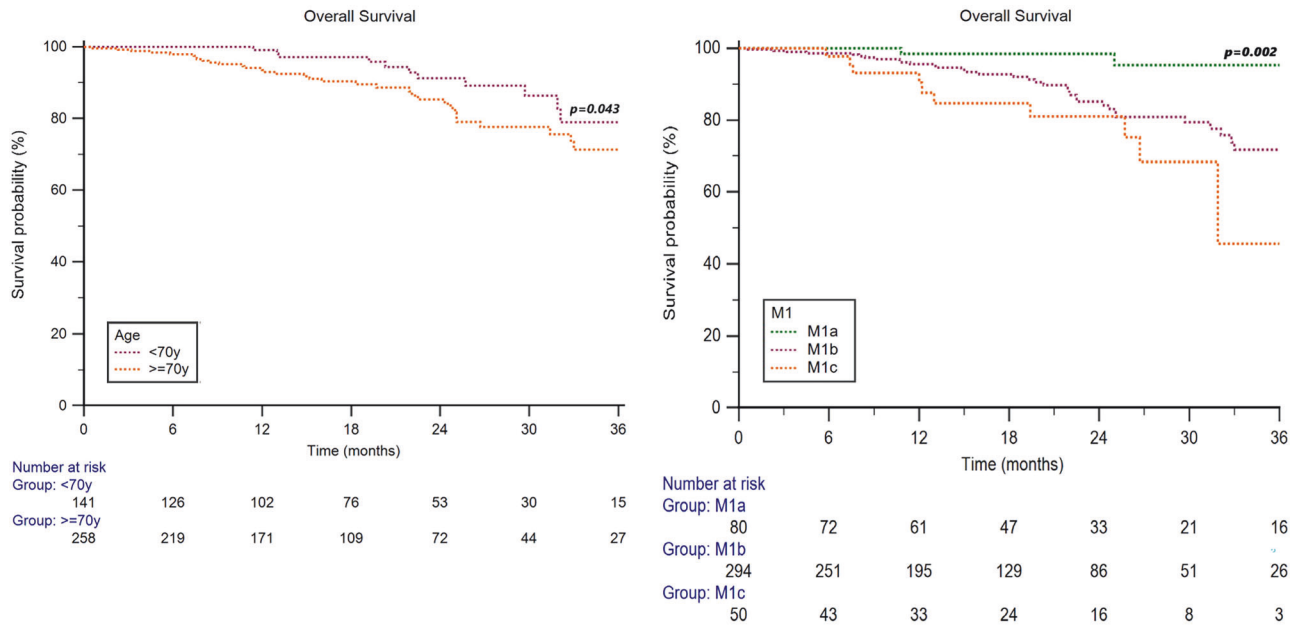 Overall Survival
100
80
60
40
20
0
Survival probability (%)
p=0.043
Age
<70y
>=70y
0 6 12 18 24 30 36
Time (months)
Number at risk
Group: <70y
141 126 102 76 53 30 15
Group: >=70y
258 219 171 109 72 44 27
Overall Survival
100
80
60
40
20
0
Survival probability (%)
p=0.002
M1
M1a
M1b
M1c
0 6 12 18 24 30 36
Time (months)
Number at risk
Group: M1a
80 72 61 47 33 21 16
Group: M1b
294 251 195 129 86 51 26
Group: M1c
50 43 33 24 16 8 3